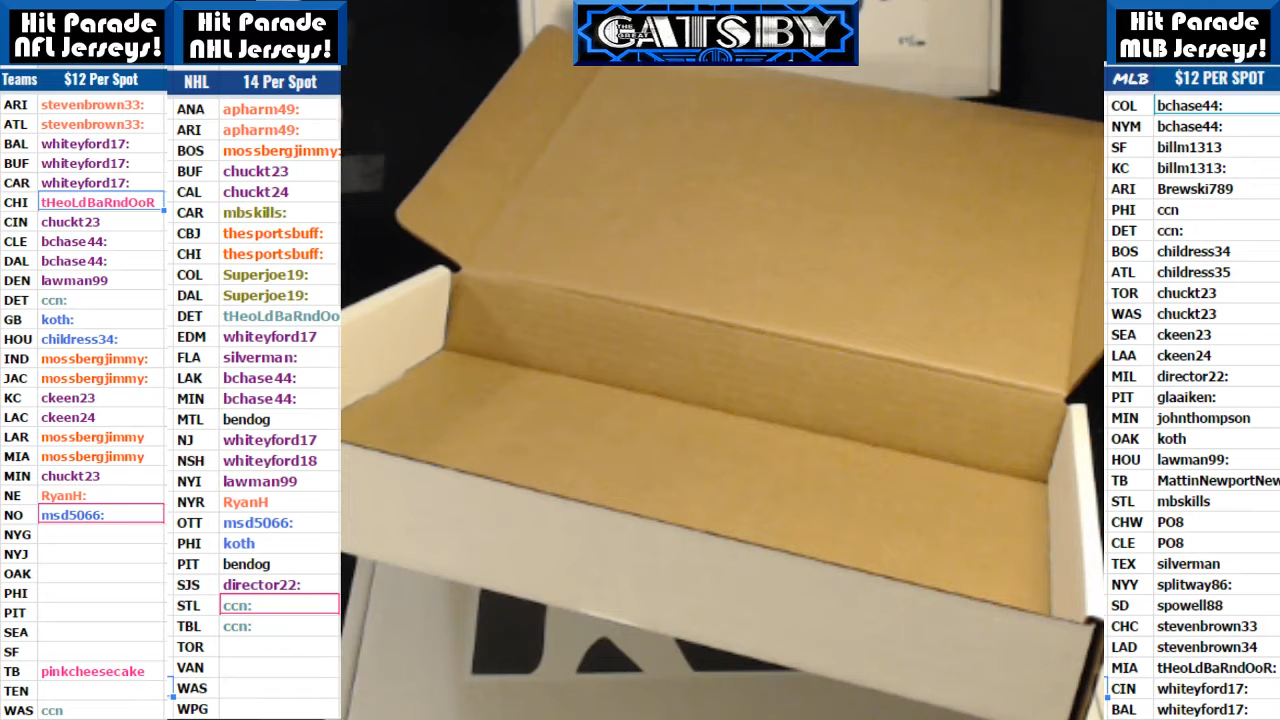 Hit Parade
NFL Jerseys!
Teams $12 Per Spot
ARI stevenbrown33:
ATL stevenbrown33:
BAL whiteyford17:
BUF whiteyford17:
CAR whiteyford17:
CHI tHeoLdBaRndOoR
CIN chuckt23
CLE bchase44:
DAL bchase44:
DEN lawman99
DET ccn:
GB koth:
HOU childress34:
IND mossbergjimmy:
JAC mossbergjimmy:
KC ckeen23
LAC ckeen24
LAR mossbergjimmy
MIA mossbergjimmy
MIN chuckt23
NE RyanH:
NO msd5066:
NYG
NYJ
OAK
PHI
PIT
SEA
SF
TB pinkcheesecake
TEN
WAS ccn
Hit Parade
NHL Jerseys!
NHL 14 Per Spot
ANA apharm49:
ARI apharm49:
BOS mossbergjimmy:
BUF chuckt23
CAL chuckt24
CAR mbskills:
CBJ thesportsbuff:
CHI thesportsbuff:
COL Superjoe19:
DAL Superjoe19:
DET tHeoLdBaRndOo
EDM whiteyford17
FLA silverman:
LAK bchase44:
MIN bchase44:
MTL bendog
NJ whiteyford17
NSH whiteyford18
NYI lawman99
NYR RyanH
OTT msd5066:
PHI koth
PIT bendog
SJS director22:
STL ccn:
TBL ccn:
TOR
VAN
WAS
WPG
THE GREAT
GATSBY
Hit Parade
MLB Jerseys!
MLB $12 PER SPOT
COL bchase44:
NYM bchase44:
SF billm1313
KC billm1313:
ARI Brewski789
PHI ccn
DET ccn:
BOS childress34
ATL childress35
TOR chuckt23
WAS chuckt23
SEA ckeen23
LAA ckeen24
MIL director22:
PIT glaaiken:
MIN johnthompson
OAK koth
HOU lawman99:
TB MattinNewportNew
STL mbskills
CHW PO8
CLE PO8
TEX silverman
NYY splitway86:
SD spowell88
CHC stevenbrown33
LAD stevenbrown34
MIA tHeoLdBaRndOoR:
CIN whiteyford17:
BAL whiteyford17: